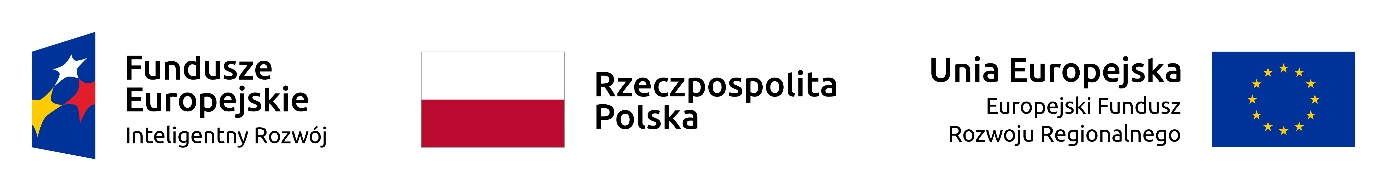 Fundusze
Europejskie
Inteligentny Rozwój
Rzeczpospolita
Polska
Unia Europejska
Europejski Fundusz
Rozwoju Regionalnego